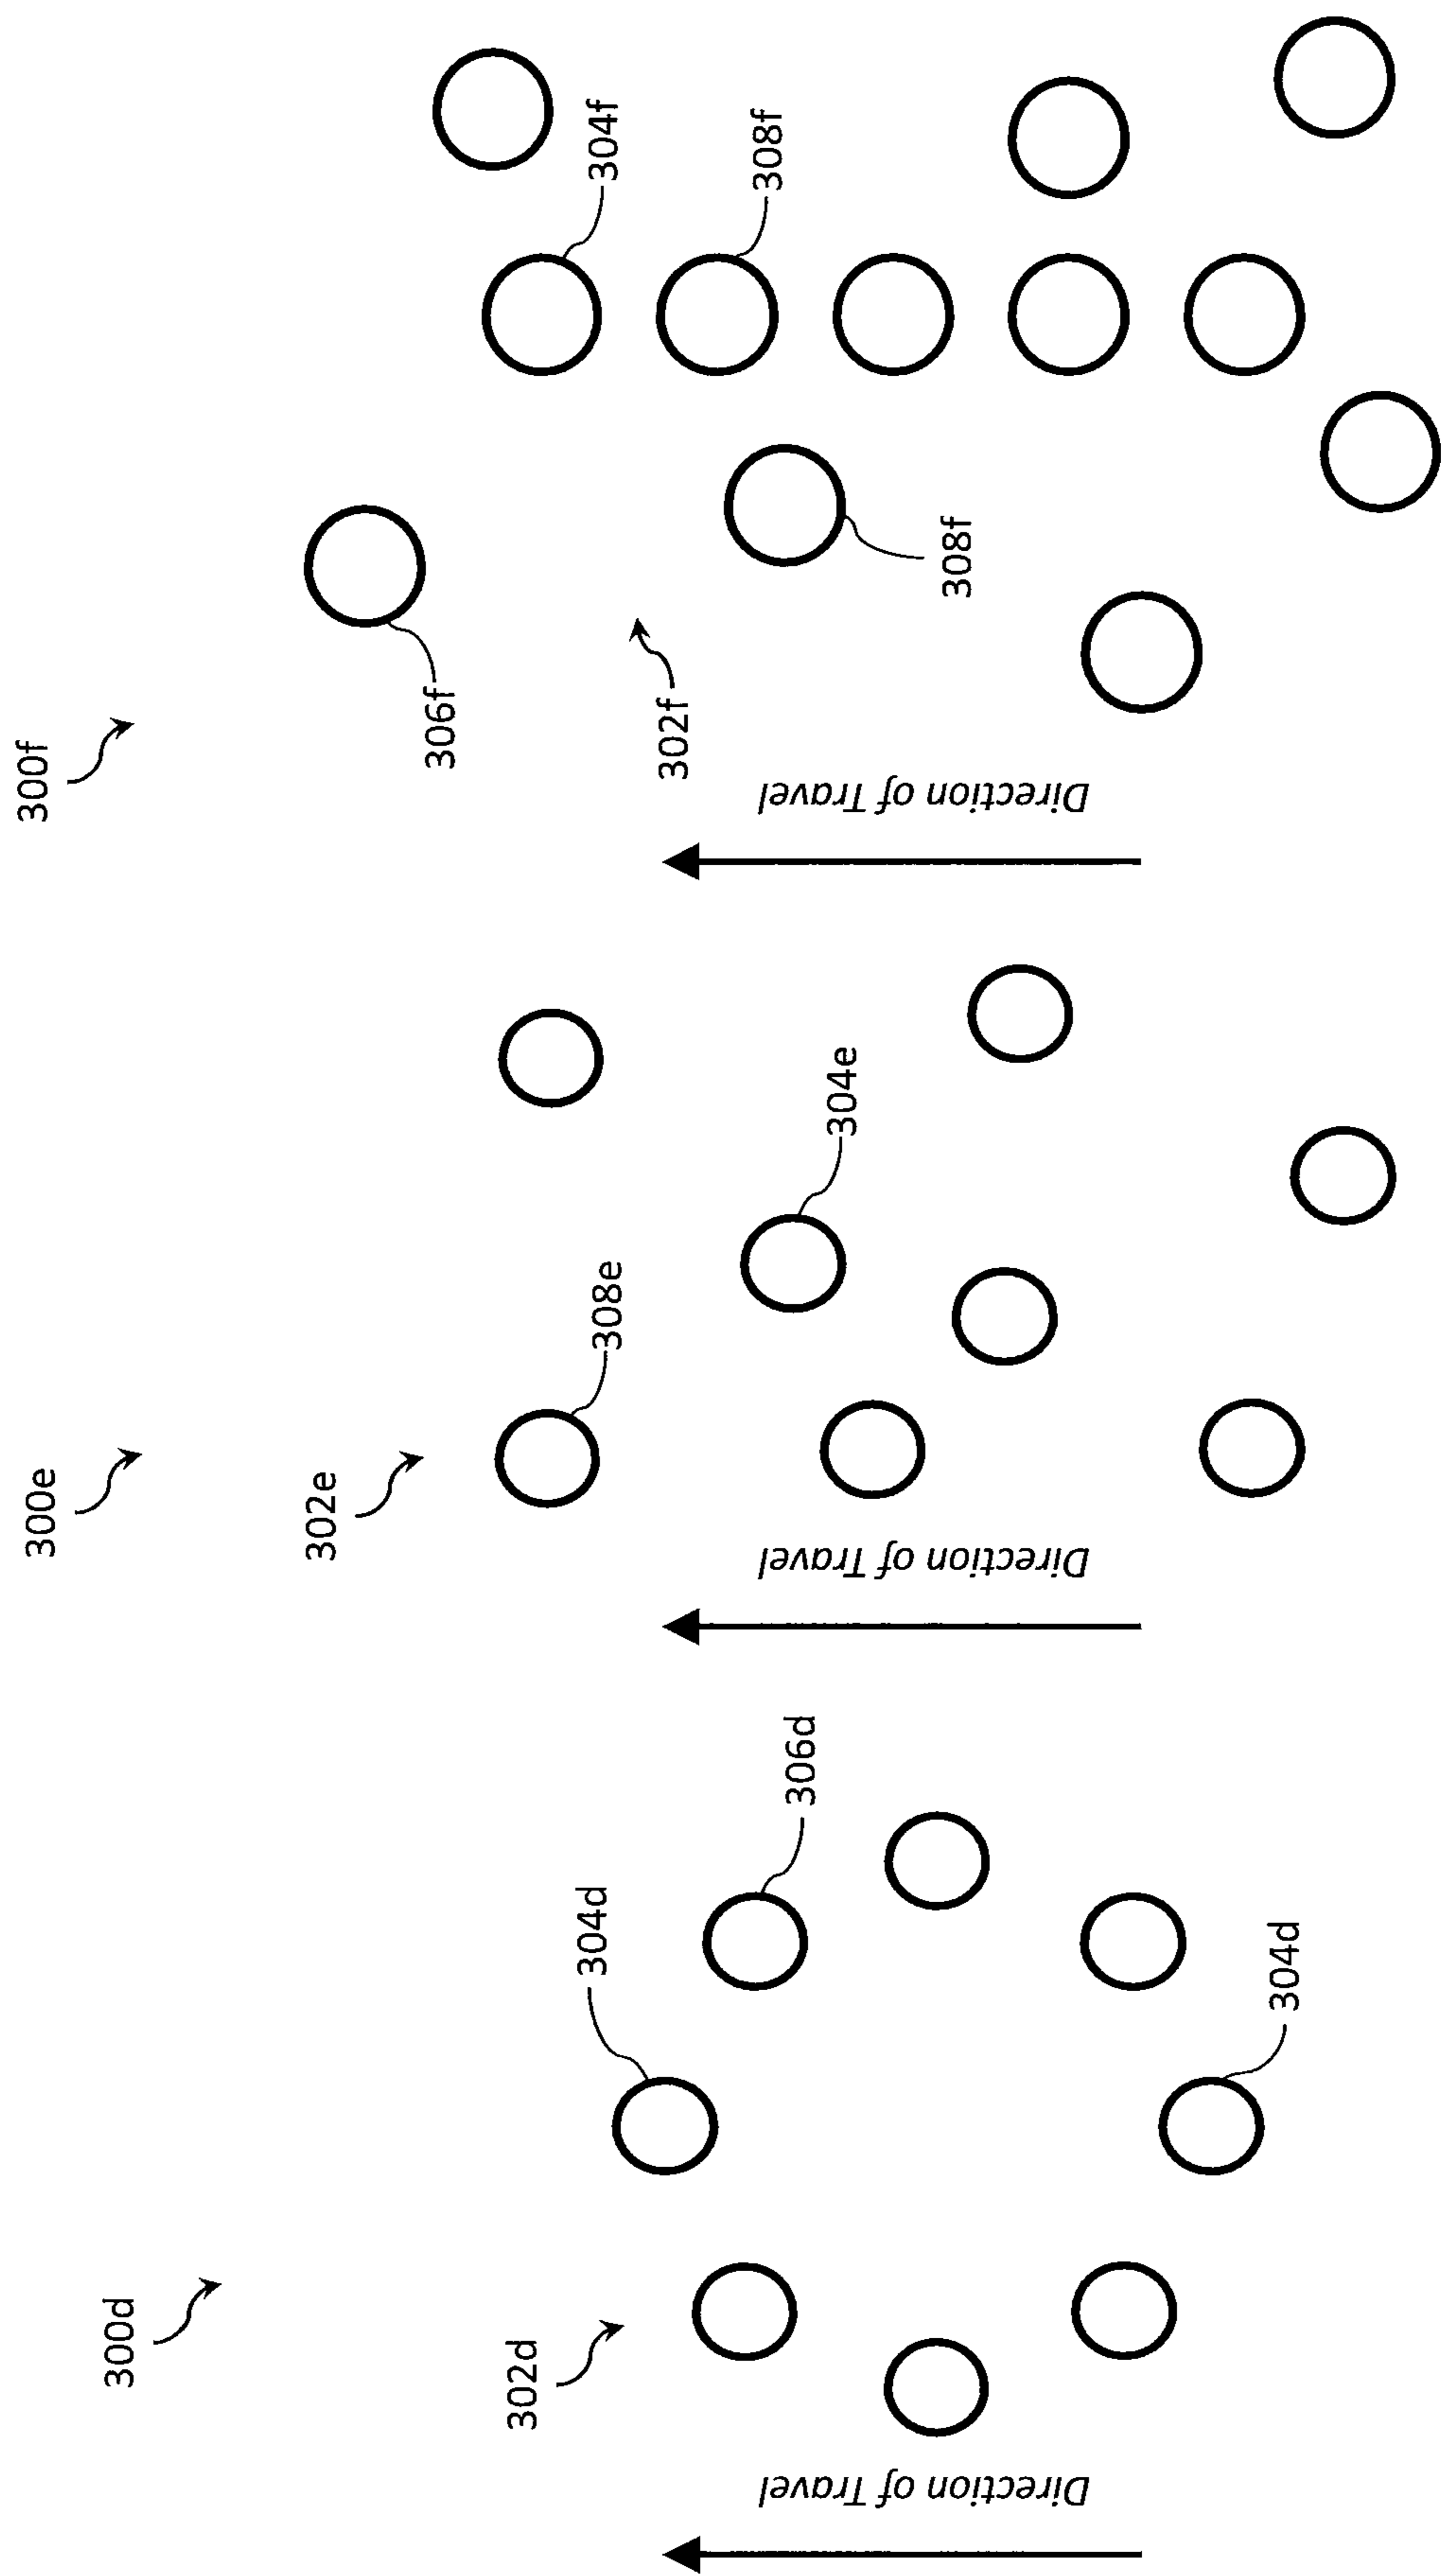 300d
302d
304d
306d
304d
Direction of Travel
300e
302e
308e
304e
Direction of Travel
300f
306f
304f
302f
308f
308f
Direction of Travel